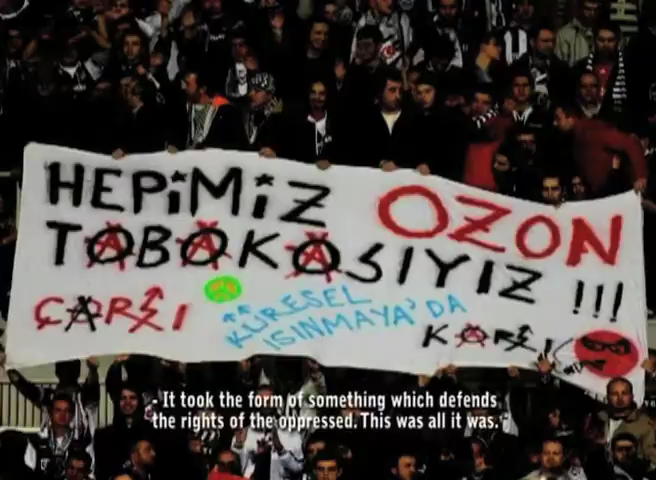 HEPiMiZ OZON
TABAKASIYIZ !!!
ÇARŞI
KÜRESEL
ISINMAYA'DA
KARŞI
- It took the form of something which defends
the rights of the oppressed. This was all it was.-